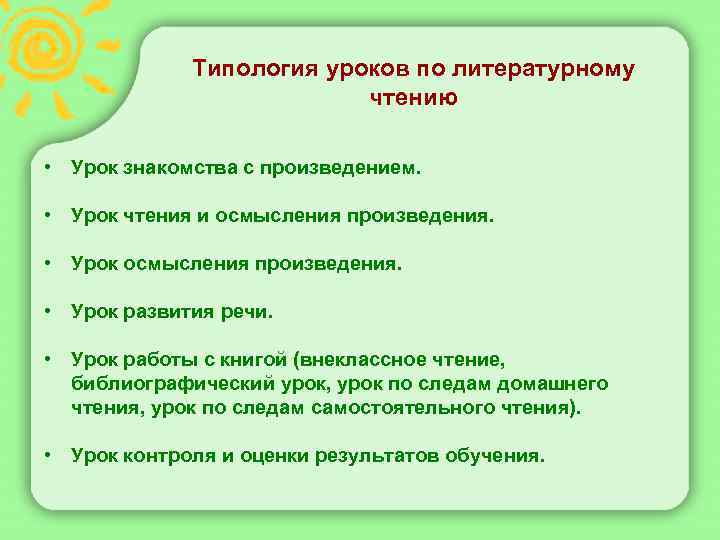 Типология уроков по литературному
чтению
• Урок знакомства с произведением.
• Урок чтения и осмысления произведения.
• Урок осмысления произведения.
• Урок развития речи.
• Урок работы с книгой (внеклассное чтение,
библиографический урок, урок по следам домашнего
чтения, урок по следам самостоятельного чтения).
• Урок контроля и оценки результатов обучения.